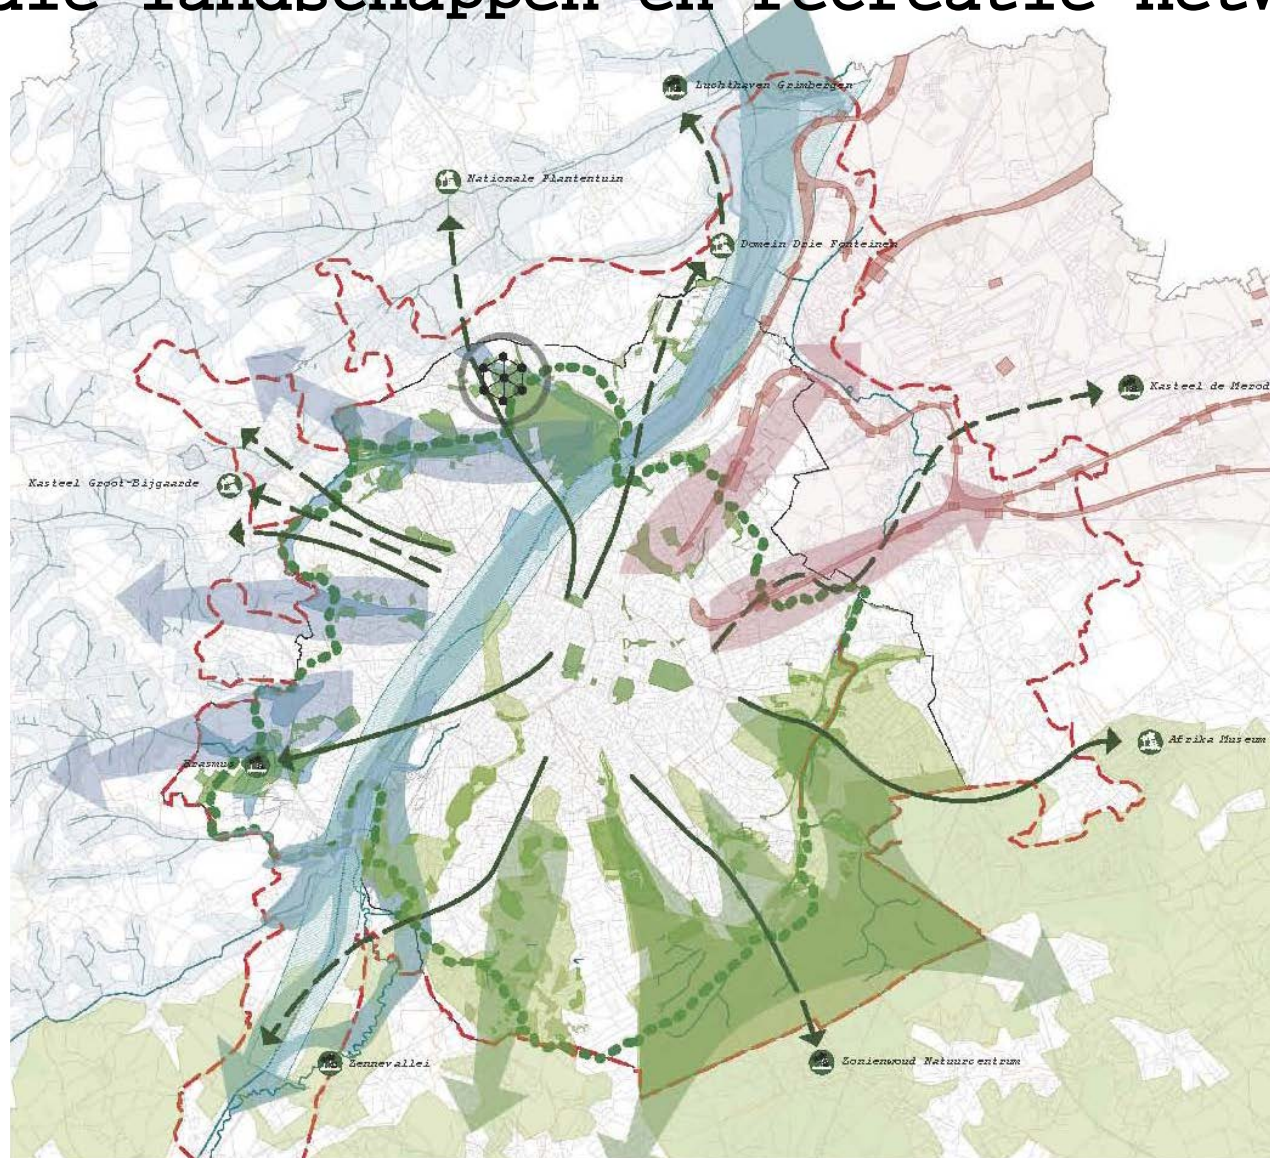 landschappen en recreatie
Luchthaven Grimbergen
Nationale Plantentuin
Domein Drie Fonteinen
Kasteel de Merod
Kasteel Groot-Bijgaarde
Afrika Museum
Erasmus
Zennevallei
Zonienwoud Natuurcentrum